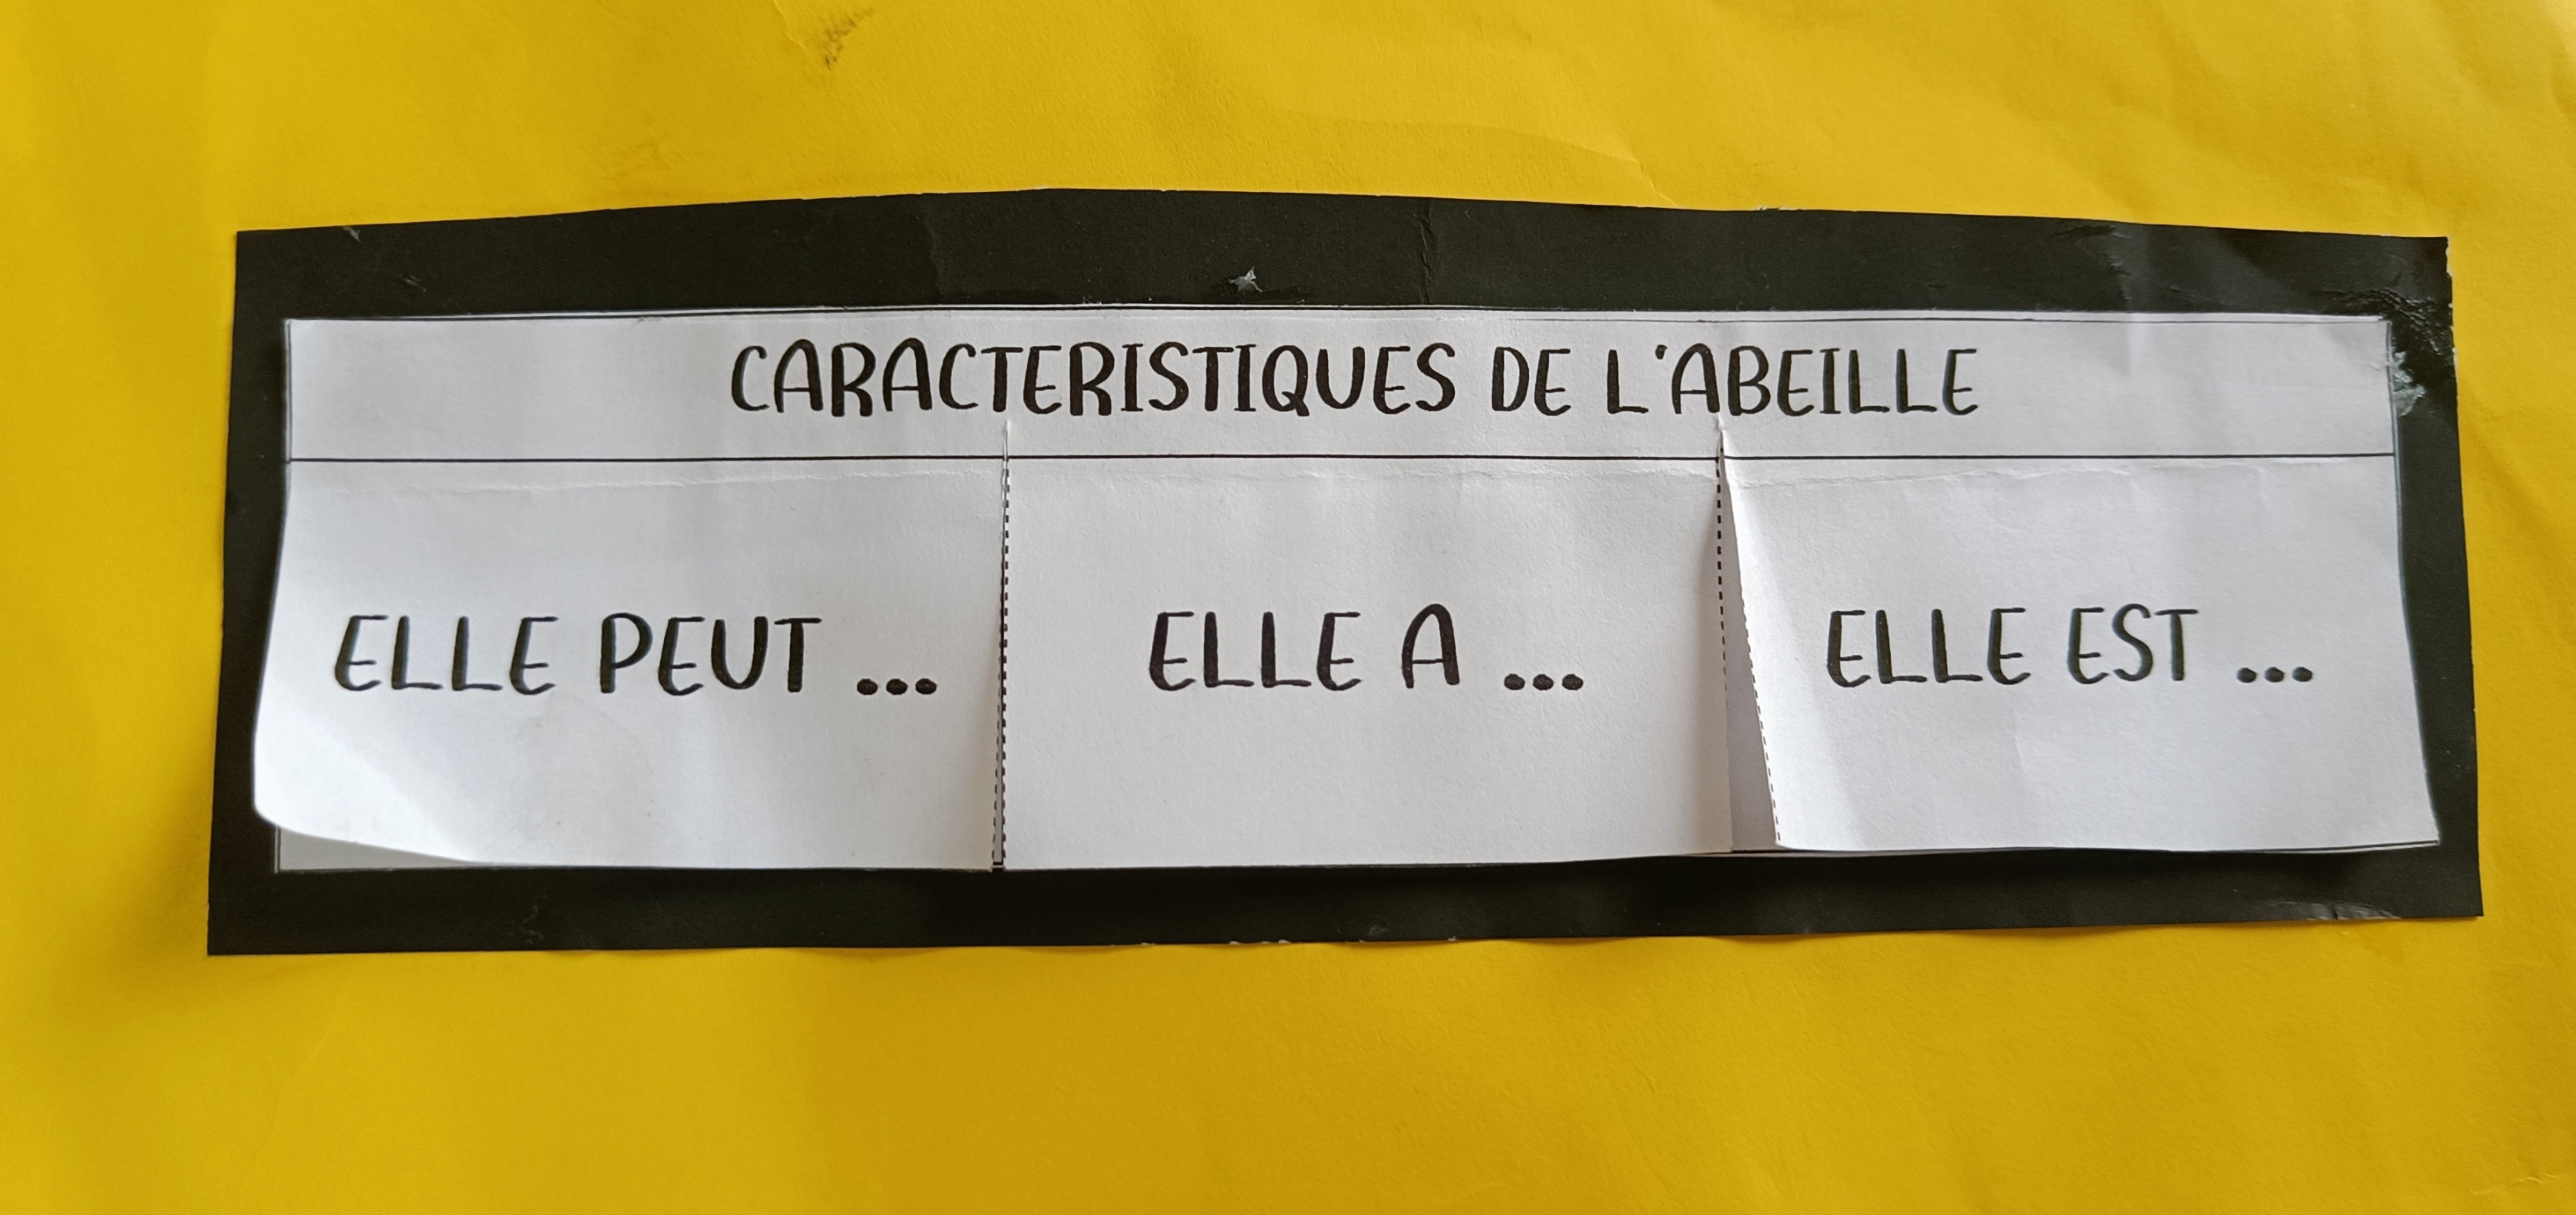 CARACTERISTIQUES DE L'ABEILLE
ELLE PEUT ...
ELLE A ...
ELLE EST ...